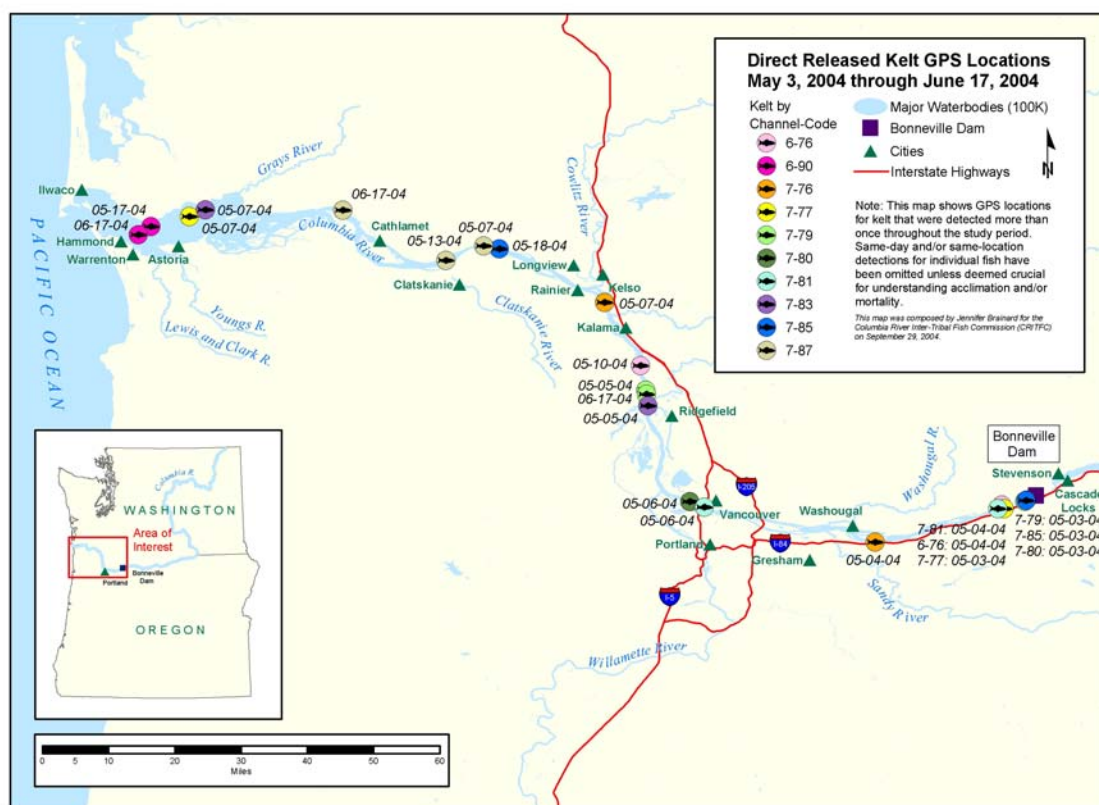 Direct Released Kelt GPS Locations
May 3, 2004 through June 17, 2004
Kelt by
Channel-Code
6-76
6-90
7-76
7-77
7-79
7-80
7-81
7-83
7-85
7-87
Major Waterbodies (100K)
Bonneville Dam
Cities
Interstate Highways
N
Note: This map shows GPS locations
for kelt that were detected more than
once throughout the study period.
Same-day and/or same-location
detections for individual fish have
been omitted unless deemed crucial
for understanding acclimation and/or
mortality.
This map was composed by Jennifer Brainard for the
Columbia River Inter-Tribal Fish Commission (CRITFC)
on September 29, 2004.
PACIFIC OCEAN
Ilwaco
Grays River
05-17-04
06-17-04
05-07-04
05-07-04
Hammond
Warrenton
Astoria
Youngs R.
Lewis and Clark R.
06-17-04
Columbia River
Cathlamet
05-13-04
05-07-04
05-18-04
Clatskanie
Clatskanie River
Cowlitz River
Longview
Kelso
Rainier
05-07-04
Kalama
05-10-04
05-05-04
06-17-04
05-05-04
Ridgefield
I-205
05-06-04
05-06-04
Vancouver
Portland
I-84
I-5
Gresham
Washougal
Washougal R.
05-04-04
Sandy River
Willamette River
Bonneville
Dam
Stevenson
Cascade
Locks
7-81: 05-04-04
6-76: 05-04-04
7-77: 05-03-04
7-79: 05-03-04
7-85: 05-03-04
7-80: 05-03-04
Columbia R.
WASHINGTON
Area of
Interest
Portland
Bonneville
Dam
OREGON
0 10 20 30 40 50 60
Miles